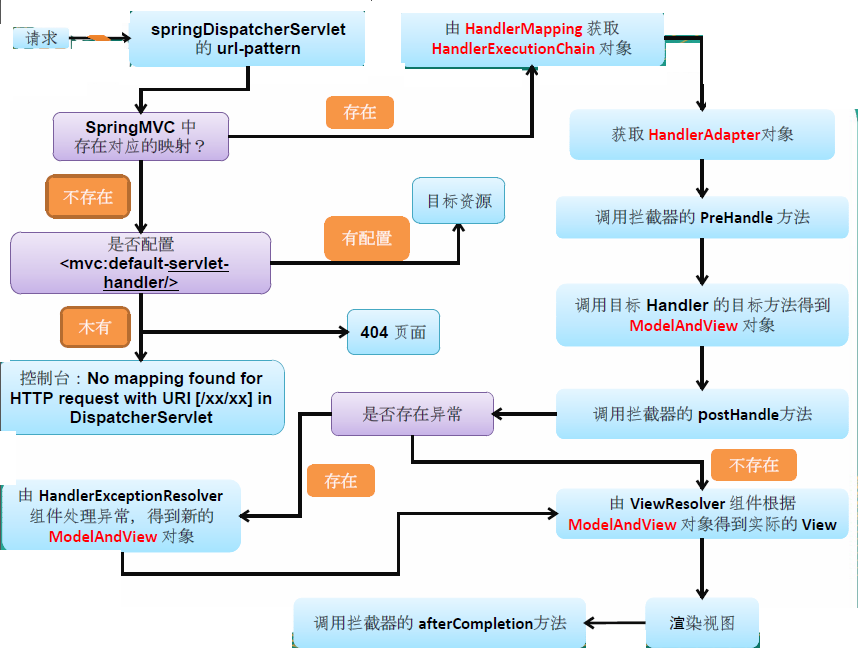 请求
springDispatcherServlet
的 url-pattern
由 HandlerMapping 获取
HandlerExecutionChain 对象
SpringMVC 中
存在对应的映射？
存在
获取 HandlerAdapter对象
不存在
目标资源
调用拦截器的 PreHandle 方法
是否配置
<mvc:default-servlet-
handler/>
有配置
调用目标 Handler 的目标方法得到
ModelAndView 对象
木有
404 页面
控制台：No mapping found for
HTTP request with URI [/xx/xx] in
DispatcherServlet
是否存在异常
调用拦截器的 postHandle方法
存在
不存在
由 HandlerExceptionResolver
组件处理异常，得到新的
ModelAndView 对象
由 ViewResolver 组件根据
ModelAndView 对象得到实际的 View
调用拦截器的 afterCompletion方法
渲染视图